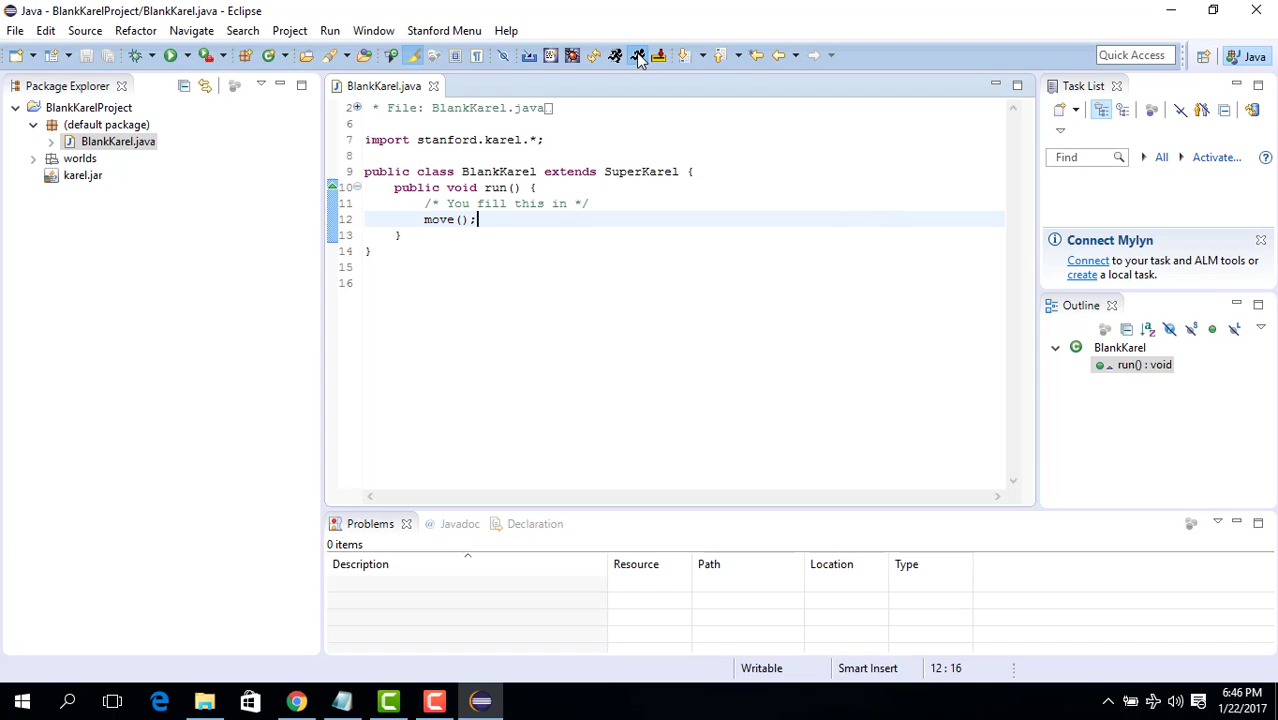 Java - BlankKarelProject/BlankKarel.java - Eclipse
File Edit Source Refactor Navigate Search Project Run Window Stanford Menu Help
Quick Access
Java
Package Explorer
BlankKarelProject
(default package)
BlankKarel.java
worlds
karel.jar
BlankKarel.java
2 * File: BlankKarel.java
6
7 import stanford.karel.*;
8
9 public class BlankKarel extends SuperKarel {
10 public void run() {
11 /* You fill this in */
12 move();
13 }
14 }
15
16
Task List
Find All Activate...
Connect Mylyn
Connect to your task and ALM tools or
create a local task.
Outline
BlankKarel
run() : void
Problems @ Javadoc Declaration
0 items
Description Resource Path Location Type
Writable Smart Insert 12 : 16
6:46 PM
1/22/2017